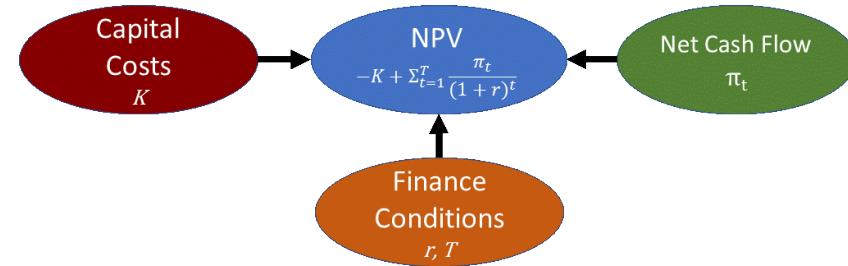 Capital
Costs
K
NPV
−K + Σ_{t=1}^{T} π_t/(1 + r)^t
Net Cash Flow
π_t
Finance
Conditions
r, T